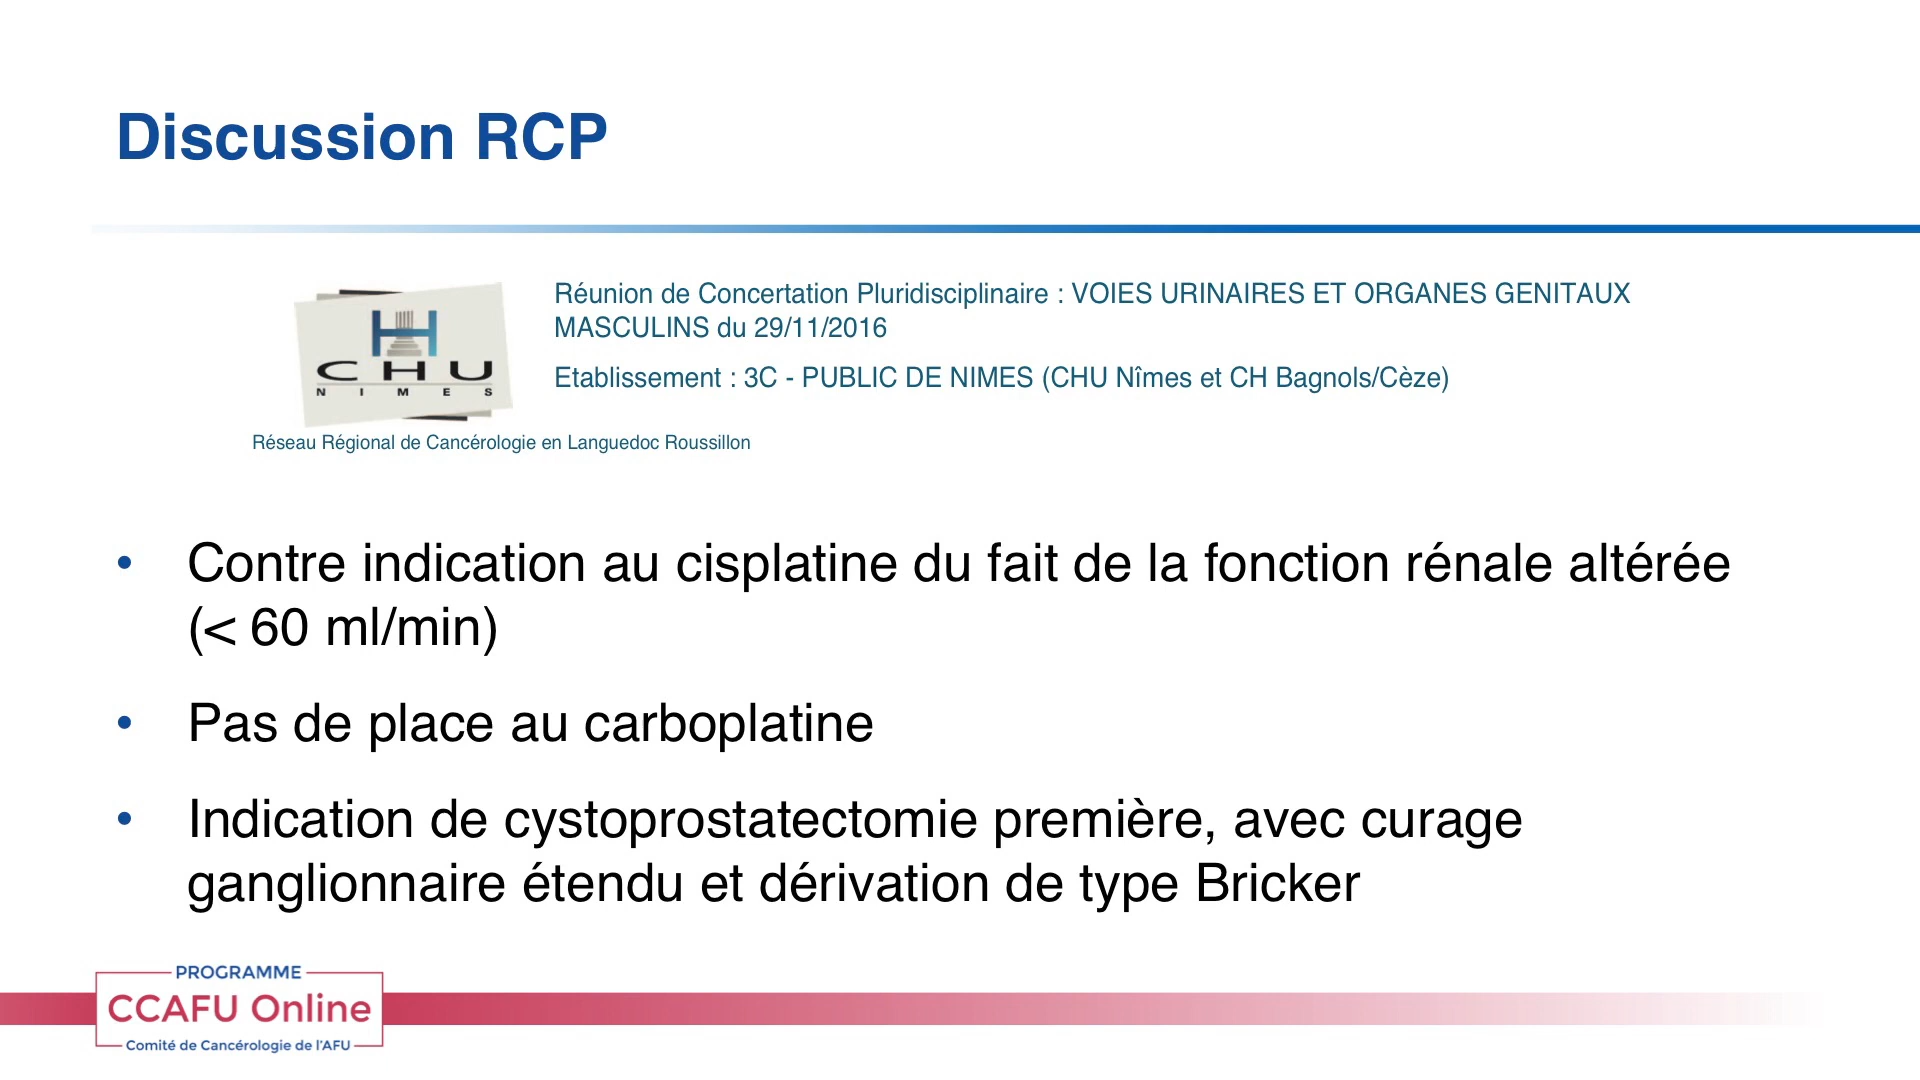 Discussion RCP
CHU
NIMES
Réunion de Concertation Pluridisciplinaire : VOIES URINAIRES ET ORGANES GENITAUX
MASCULINS du 29/11/2016
Etablissement : 3C - PUBLIC DE NIMES (CHU Nîmes et CH Bagnols/Cèze)
Réseau Régional de Cancérologie en Languedoc Roussillon
• Contre indication au cisplatine du fait de la fonction rénale altérée
(< 60 ml/min)
• Pas de place au carboplatine
• Indication de cystoprostatectomie première, avec curage
ganglionnaire étendu et dérivation de type Bricker
PROGRAMME
CCAFU Online
Comité de Cancérologie de l'AFU